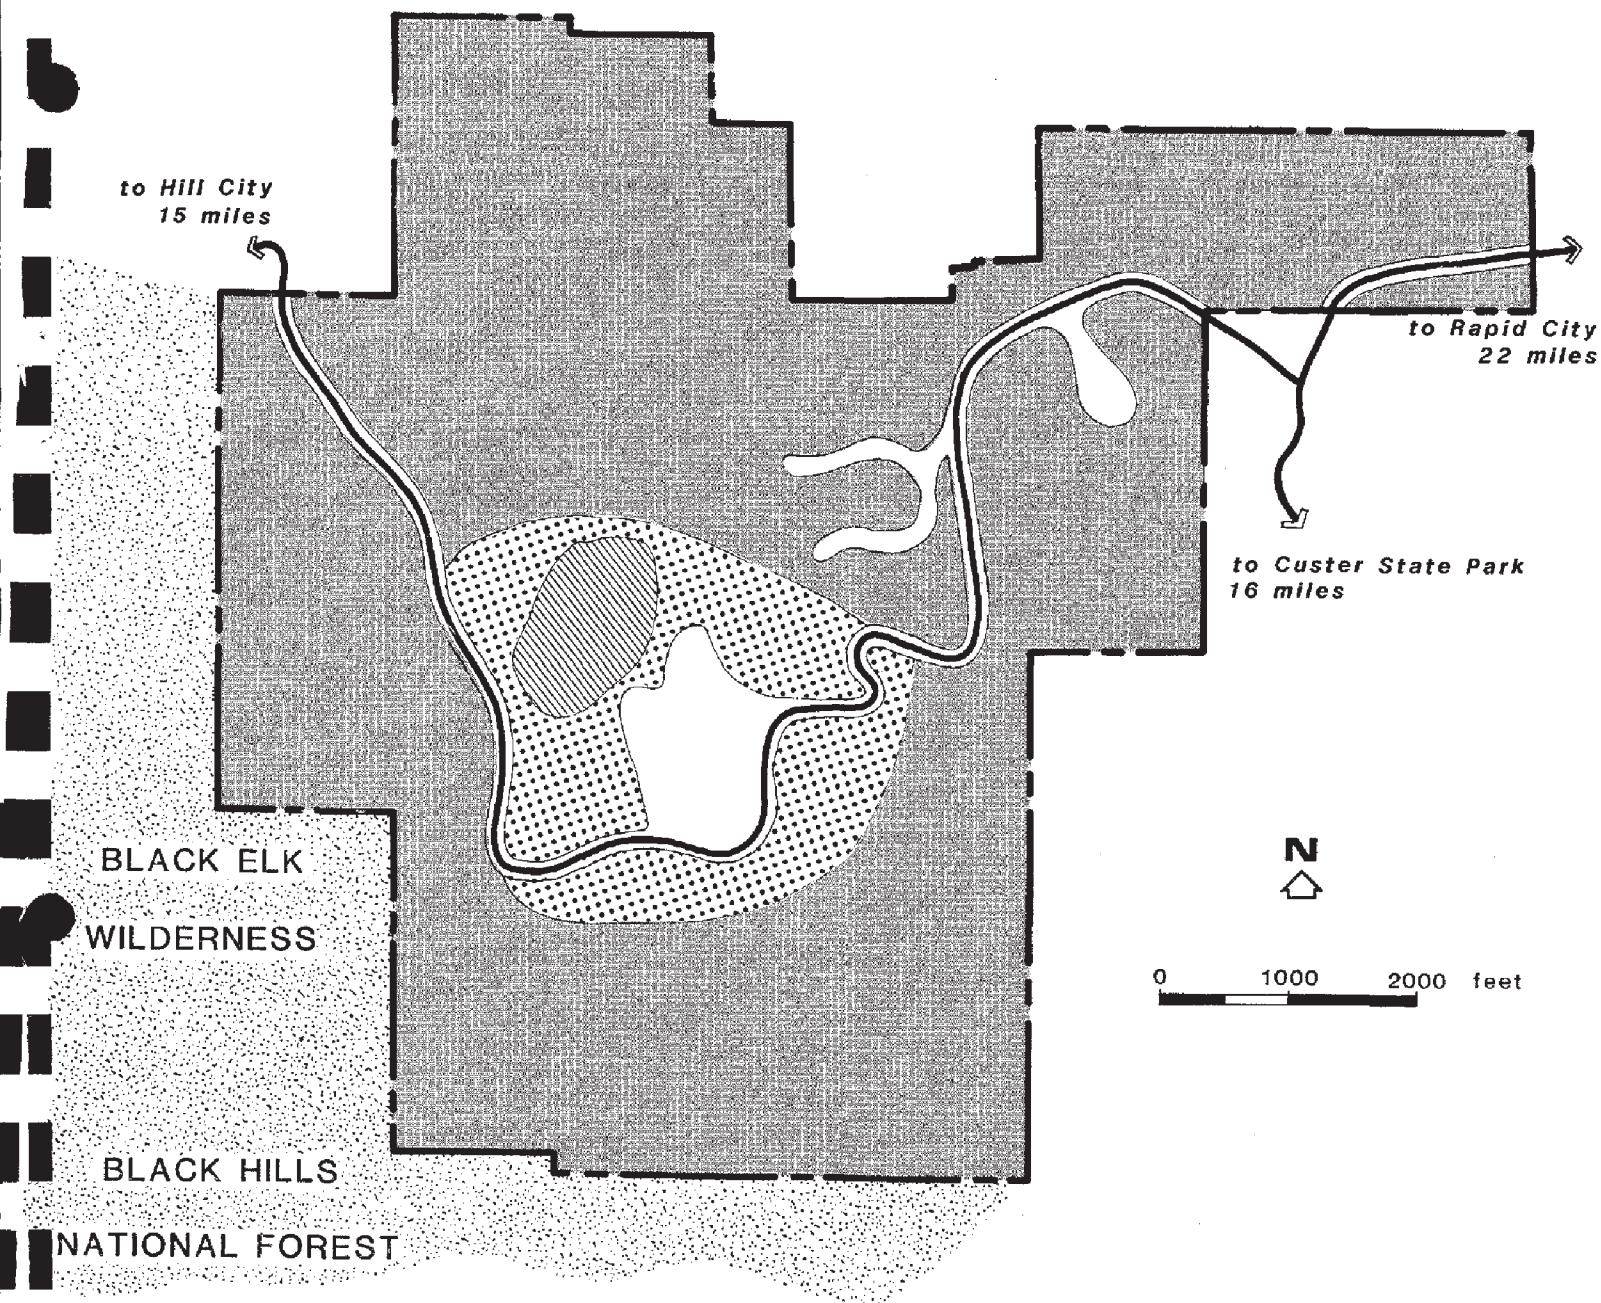 to Hill City
15 miles
to Rapid City
22 miles
to Custer State Park
16 miles
BLACK ELK
WILDERNESS
N
0 1000 2000 feet
BLACK HILLS
NATIONAL FOREST